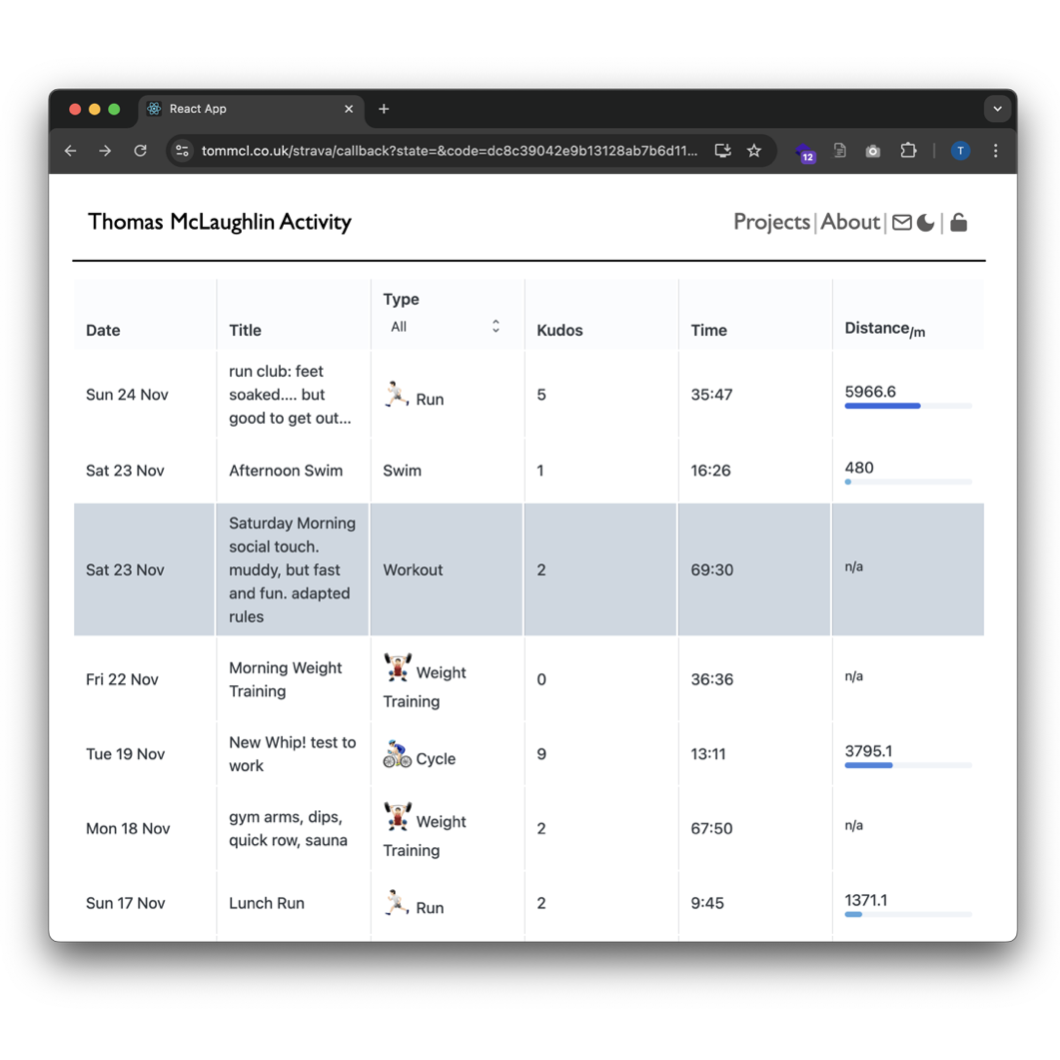 React App
12
tommcl.co.uk/strava/callback?state=&code=dc8c39042e9b13128ab7b6d11...
T
Thomas McLaughlin Activity
Projects|About|
|
Type
All
Date
Title
Kudos
Time
Distance/m
Sun 24 Nov
run club: feet
soaked.... but
good to get out...
Run
5
35:47
5966.6
Sat 23 Nov
Afternoon Swim
Swim
1
16:26
480
Sat 23 Nov
Saturday Morning
social touch.
muddy, but fast
and fun. adapted
rules
Workout
2
69:30
n/a
Fri 22 Nov
Morning Weight
Training
Weight
Training
0
36:36
n/a
Tue 19 Nov
New Whip! test to
work
Cycle
9
13:11
3795.1
Mon 18 Nov
gym arms, dips,
quick row, sauna
Weight
Training
2
67:50
n/a
Sun 17 Nov
Lunch Run
Run
2
9:45
1371.1